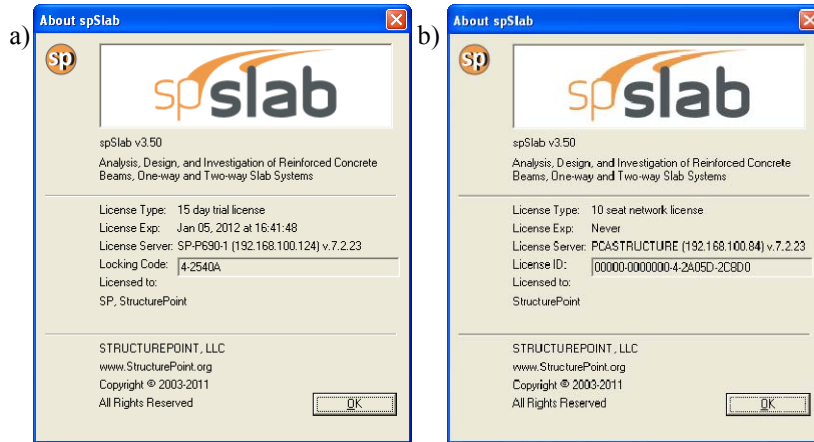 a)
About spSlab
sp
spslab
spSlab v3.50
Analysis, Design, and Investigation of Reinforced Concrete
Beams, One-way and Two-way Slab Systems
License Type: 15 day trial license
License Exp: Jan 05, 2012 at 16:41:48
License Server: SP-P690-1 (192.168.100.124) v.7.2.23
Locking Code: 4-2540A
Licensed to:
SP, StructurePoint
STRUCTUREPOINT, LLC
www.StructurePoint.org
Copyright © 2003-2011
All Rights Reserved
OK
b)
About spSlab
sp
spslab
spSlab v3.50
Analysis, Design, and Investigation of Reinforced Concrete
Beams, One-way and Two-way Slab Systems
License Type: 10 seat network license
License Exp: Never
License Server: PCASTRUCTURE (192.168.100.84) v.7.2.23
License ID: 00000-0000000-4-2A05D-2C8D0
Licensed to:
StructurePoint
STRUCTUREPOINT, LLC
www.StructurePoint.org
Copyright © 2003-2011
All Rights Reserved
OK